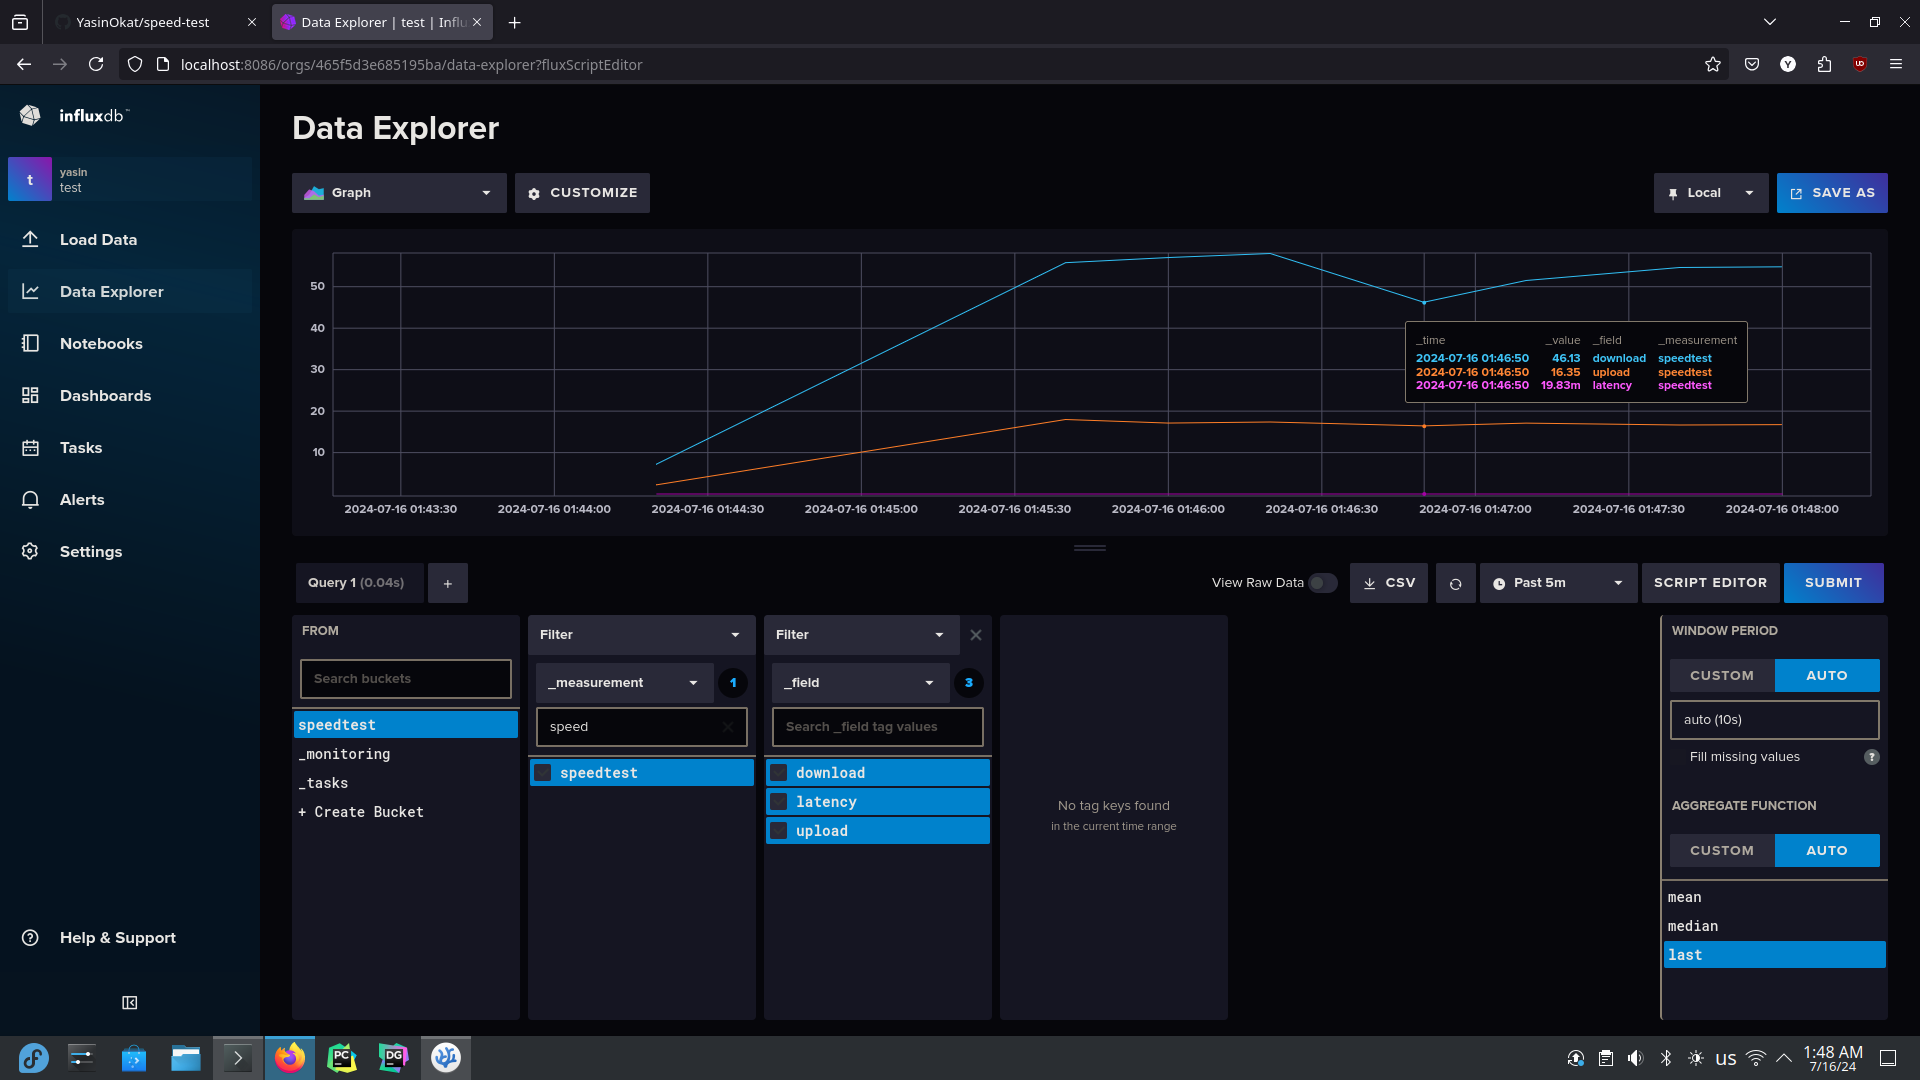 YasinOkat/speed-test
Data Explorer | test | Influ
localhost:8086/orgs/465f5d3e685195ba/data-explorer?fluxScriptEditor
Y
UD
influxdb™
t
yasin
test
Load Data
Data Explorer
Notebooks
Dashboards
Tasks
Alerts
Settings
Help & Support
Data Explorer
Graph
CUSTOMIZE
Local
SAVE AS
50
40
30
20
10
_time _value _field _measurement
2024-07-16 01:46:50 46.13 download speedtest
2024-07-16 01:46:50 16.35 upload speedtest
2024-07-16 01:46:50 19.83m latency speedtest
2024-07-16 01:43:30 2024-07-16 01:44:00 2024-07-16 01:44:30 2024-07-16 01:45:00 2024-07-16 01:45:30 2024-07-16 01:46:00 2024-07-16 01:46:30 2024-07-16 01:47:00 2024-07-16 01:47:30 2024-07-16 01:48:00
Query 1 (0.04s)
+
View Raw Data
CSV
Past 5m
SCRIPT EDITOR
SUBMIT
FROM
Search buckets
speedtest
_monitoring
_tasks
+ Create Bucket
Filter
_measurement
1
speed
speedtest
Filter
_field
3
Search _field tag values
download
latency
upload
No tag keys found
in the current time range
WINDOW PERIOD
CUSTOM AUTO
auto (10s)
Fill missing values
?
AGGREGATE FUNCTION
CUSTOM AUTO
mean
median
last
PC
DG
us
1:48 AM
7/16/24